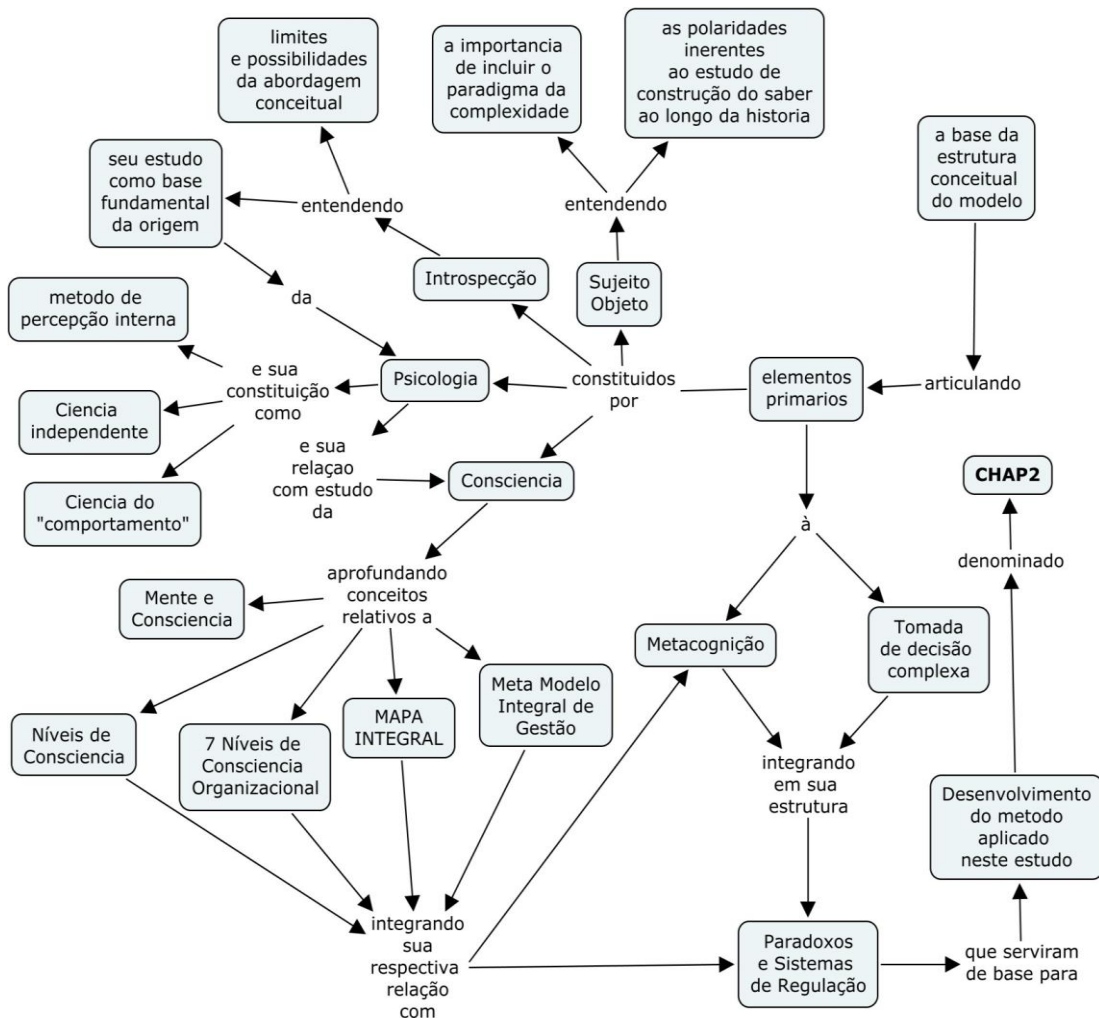 limites
e possibilidades
da abordagem
conceitual
a importancia
de incluir o
paradigma da
complexidade
as polaridades
inerentes
ao estudo de
construção do saber
ao longo da historia
a base da
estrutura
conceitual
do modelo
seu estudo
como base
fundamental
da origem
entendendo
entendendo
Introspecção
Sujeito
Objeto
da
metodo de
percepção interna
e sua
constituição
como
Psicologia
constituidos
por
elementos
primarios
articulando
Ciencia
independente
e sua
relaçao
com estudo
da
Consciencia
Ciencia do
"comportamento"
CHAP2
à
denominado
aprofundando
conceitos
relativos a
Mente e
Consciencia
Metacognição
Tomada
de decisão
complexa
Níveis de
Consciencia
7 Níveis de
Consciencia
Organizacional
MAPA
INTEGRAL
Meta Modelo
Integral de
Gestão
integrando
em sua
estrutura
Desenvolvimento
do metodo
aplicado
neste estudo
integrando
sua
respectiva
relação
com
Paradoxos
e Sistemas
de Regulação
que serviram
de base para